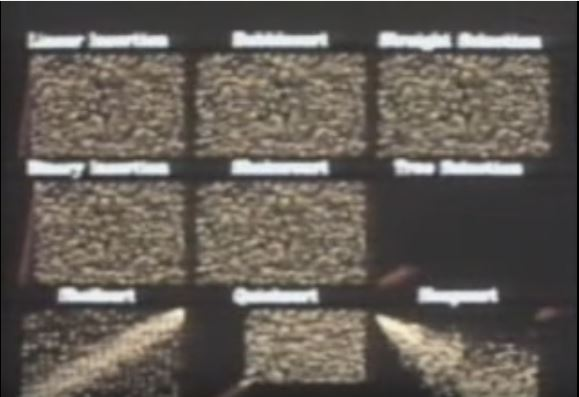 Linear Insertion Bubblesort Straight Selection
Binary Insertion Shakersort Tree Selection
Shellsort Quicksort Heapsort